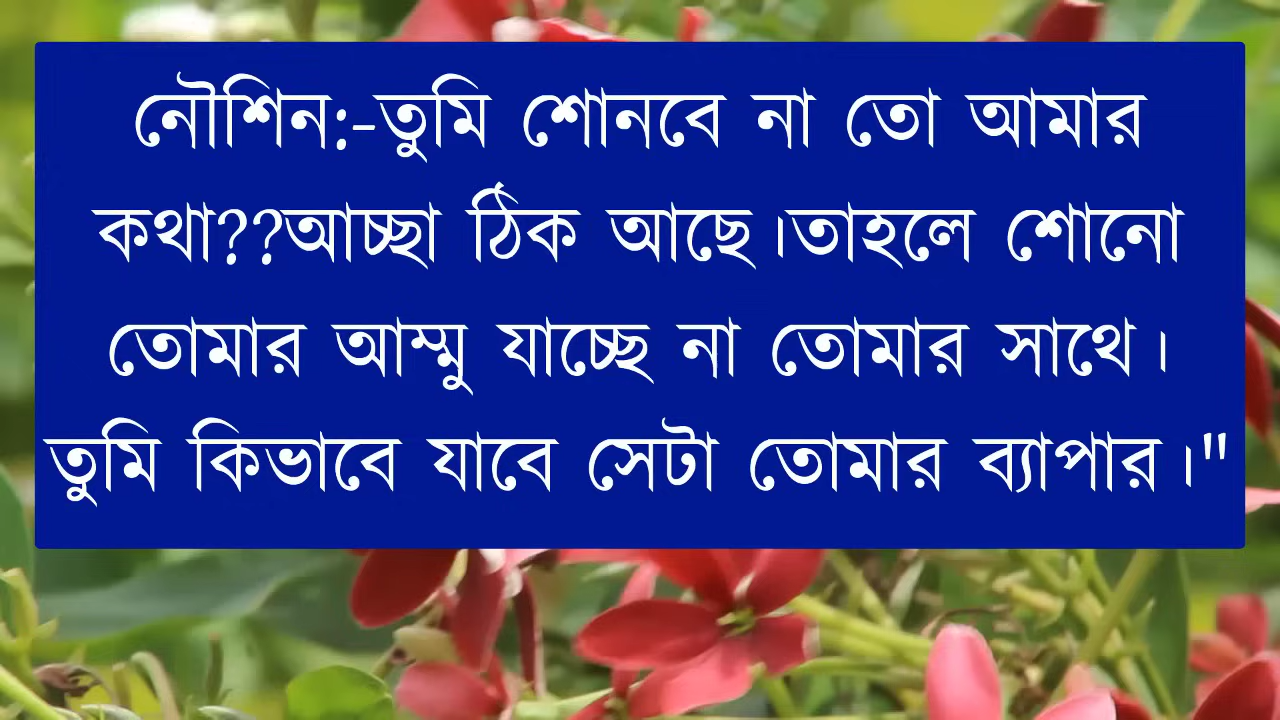 নৌশিন:-তুমি শোনবে না তো আমার
কথা??আচ্ছা ঠিক আছে।তাহলে শোনো
তোমার আম্মু যাচ্ছে না তোমার সাথে।
তুমি কিভাবে যাবে সেটা তোমার ব্যাপার।"